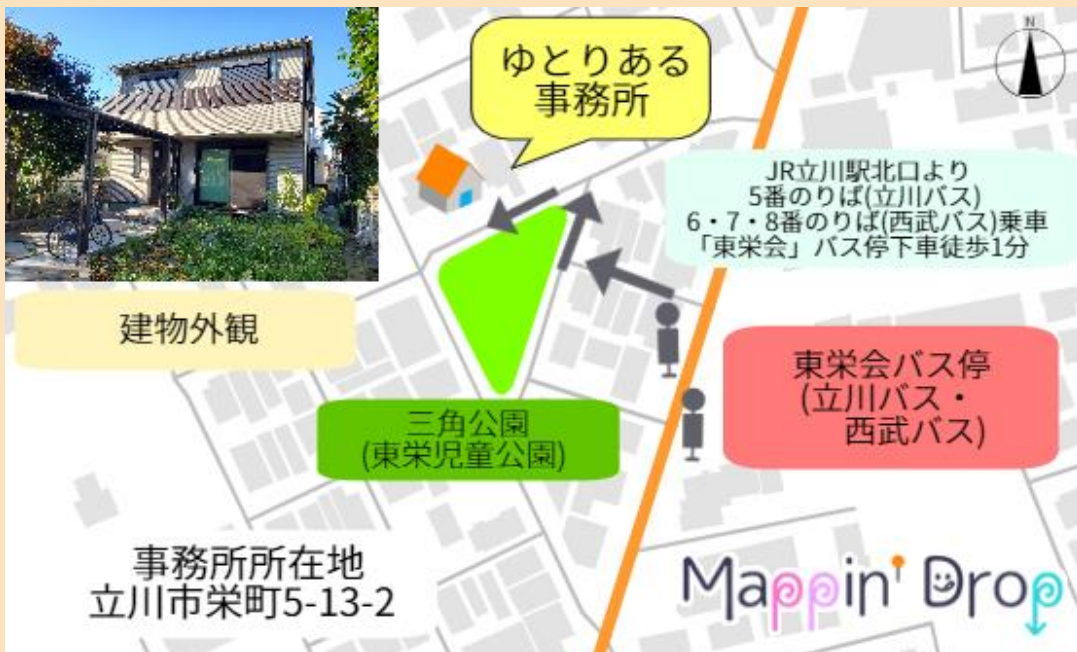 ゆとりある
事務所
N
JR立川駅北口より
5番のりば(立川バス)
6・7・8番のりば(西武バス)乗車
「東栄会」バス停下車徒歩1分
建物外観
東栄会バス停
(立川バス・
西武バス)
三角公園
(東栄児童公園)
事務所所在地
立川市栄町5-13-2
Mappin' Drop